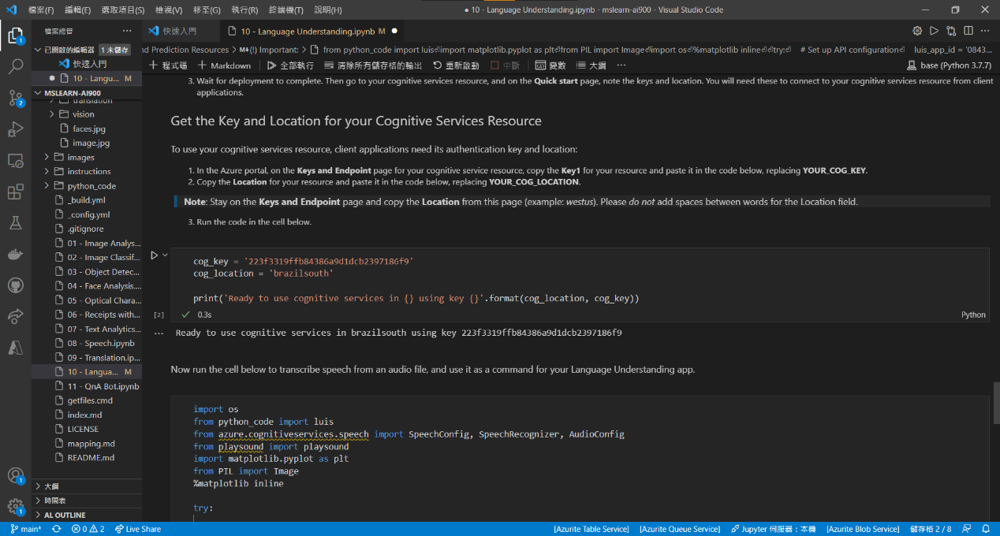 檔案(F) 編輯(E) 選取項目(S) 檢視(V) 移至(G) 執行(R) 終端機(T) 說明(H) ● 10 - Language Understanding.ipynb - mslearn-ai900 - Visual Studio Code
檔案總管 ···
快速入門 10 - Language Understanding.ipynb M ●
已開啟的編輯器 1 未儲存
快速入門
● 10 - Langu... M
MSLEARN-AI900
translation
vision
faces.jpg
image.jpg
images
instructions
python_code
_build.yml
_config.yml
.gitignore
01 - Image Analys...
02 - Image Classif...
03 - Object Detec...
04 - Face Analysis....
05 - Optical Chara...
06 - Receipts with...
07 - Text Analytics...
08 - Speech.ipynb
09 - Translation.ip...
10 - Langua... M
11 - QnA Bot.ipynb
getfiles.cmd
index.md
LICENSE
mapping.md
README.md
大綱
時間表
AL OUTLINE
nd Prediction Resources > M↓(!) Important: > from python_code import luis⏎import matplotlib.pyplot as plt⏎from PIL import Image⏎import os⏎%matplotlib inline⏎⏎try:⏎ # Set up API configuration⏎ luis_app_id = '0843...
+ 程式碼 + Markdown 全部執行 清除所有儲存格的輸出 重新啟動 中斷 變數 大綱 ··· base (Python 3.7.7)
3. Wait for deployment to complete. Then go to your cognitive services resource, and on the Quick start page, note the keys and location. You will need these to connect to your cognitive services resource from client
applications.
Get the Key and Location for your Cognitive Services Resource
To use your cognitive services resource, client applications need its authentication key and location:
1. In the Azure portal, on the Keys and Endpoint page for your cognitive service resource, copy the Key1 for your resource and paste it in the code below, replacing YOUR_COG_KEY.
2. Copy the Location for your resource and paste it in the code below, replacing YOUR_COG_LOCATION.
Note: Stay on the Keys and Endpoint page and copy the Location from this page (example: westus). Please do not add spaces between words for the Location field.
3. Run the code in the cell below.
cog_key = '223f3319ffb84386a9d1dcb2397186f9'
cog_location = 'brazilsouth'
print('Ready to use cognitive services in {} using key {}'.format(cog_location, cog_key))
[2] 0.3s Python
··· Ready to use cognitive services in brazilsouth using key 223f3319ffb84386a9d1dcb2397186f9
Now run the cell below to transcribe speech from an audio file, and use it as a command for your Language Understanding app.
import os
from python_code import luis
from azure.cognitiveservices.speech import SpeechConfig, SpeechRecognizer, AudioConfig
from playsound import playsound
import matplotlib.pyplot as plt
from PIL import Image
%matplotlib inline
try:
1
2
1
1
main* 0 2 Live Share [Azurite Table Service] [Azurite Queue Service] Jupyter 伺服器：本機 [Azurite Blob Service] 儲存格 2 / 8